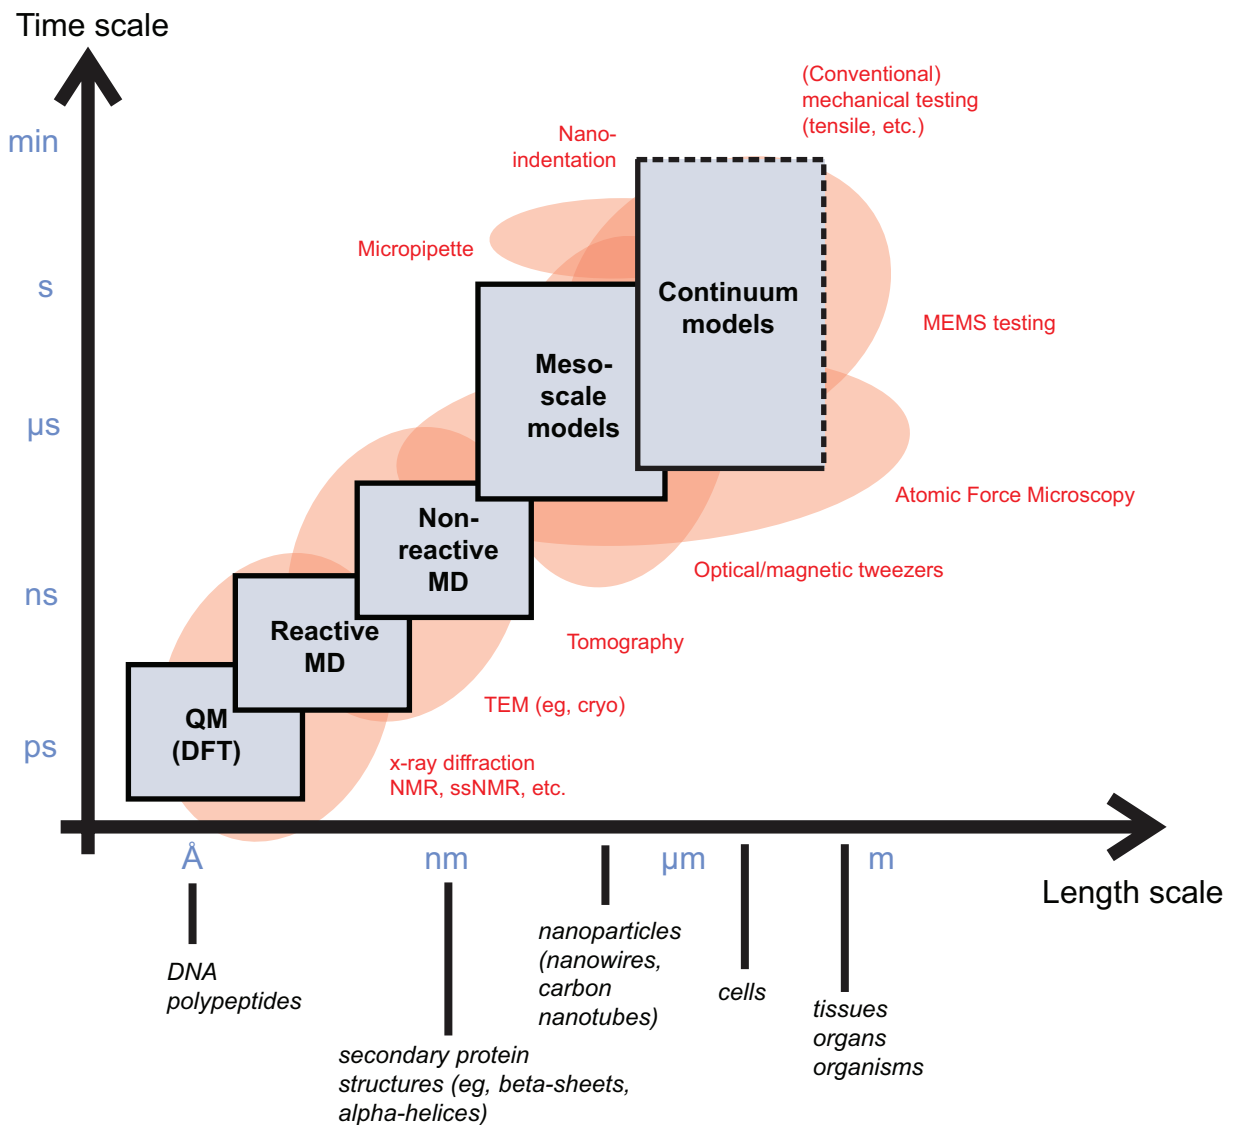 Time scale
(Conventional)
mechanical testing
(tensile, etc.)
min
Nano-
indentation
Micropipette
s
Continuum
models
MEMS testing
Meso-
scale
models
µs
Atomic Force Microscopy
Non-
reactive
MD
Optical/magnetic tweezers
ns
Reactive
MD
Tomography
TEM (eg, cryo)
QM
(DFT)
ps
x-ray diffraction
NMR, ssNMR, etc.
Å
nm
µm
m
Length scale
DNA
polypeptides
secondary protein
structures (eg, beta-sheets,
alpha-helices)
nanoparticles
(nanowires,
carbon
nanotubes)
cells
tissues
organs
organisms